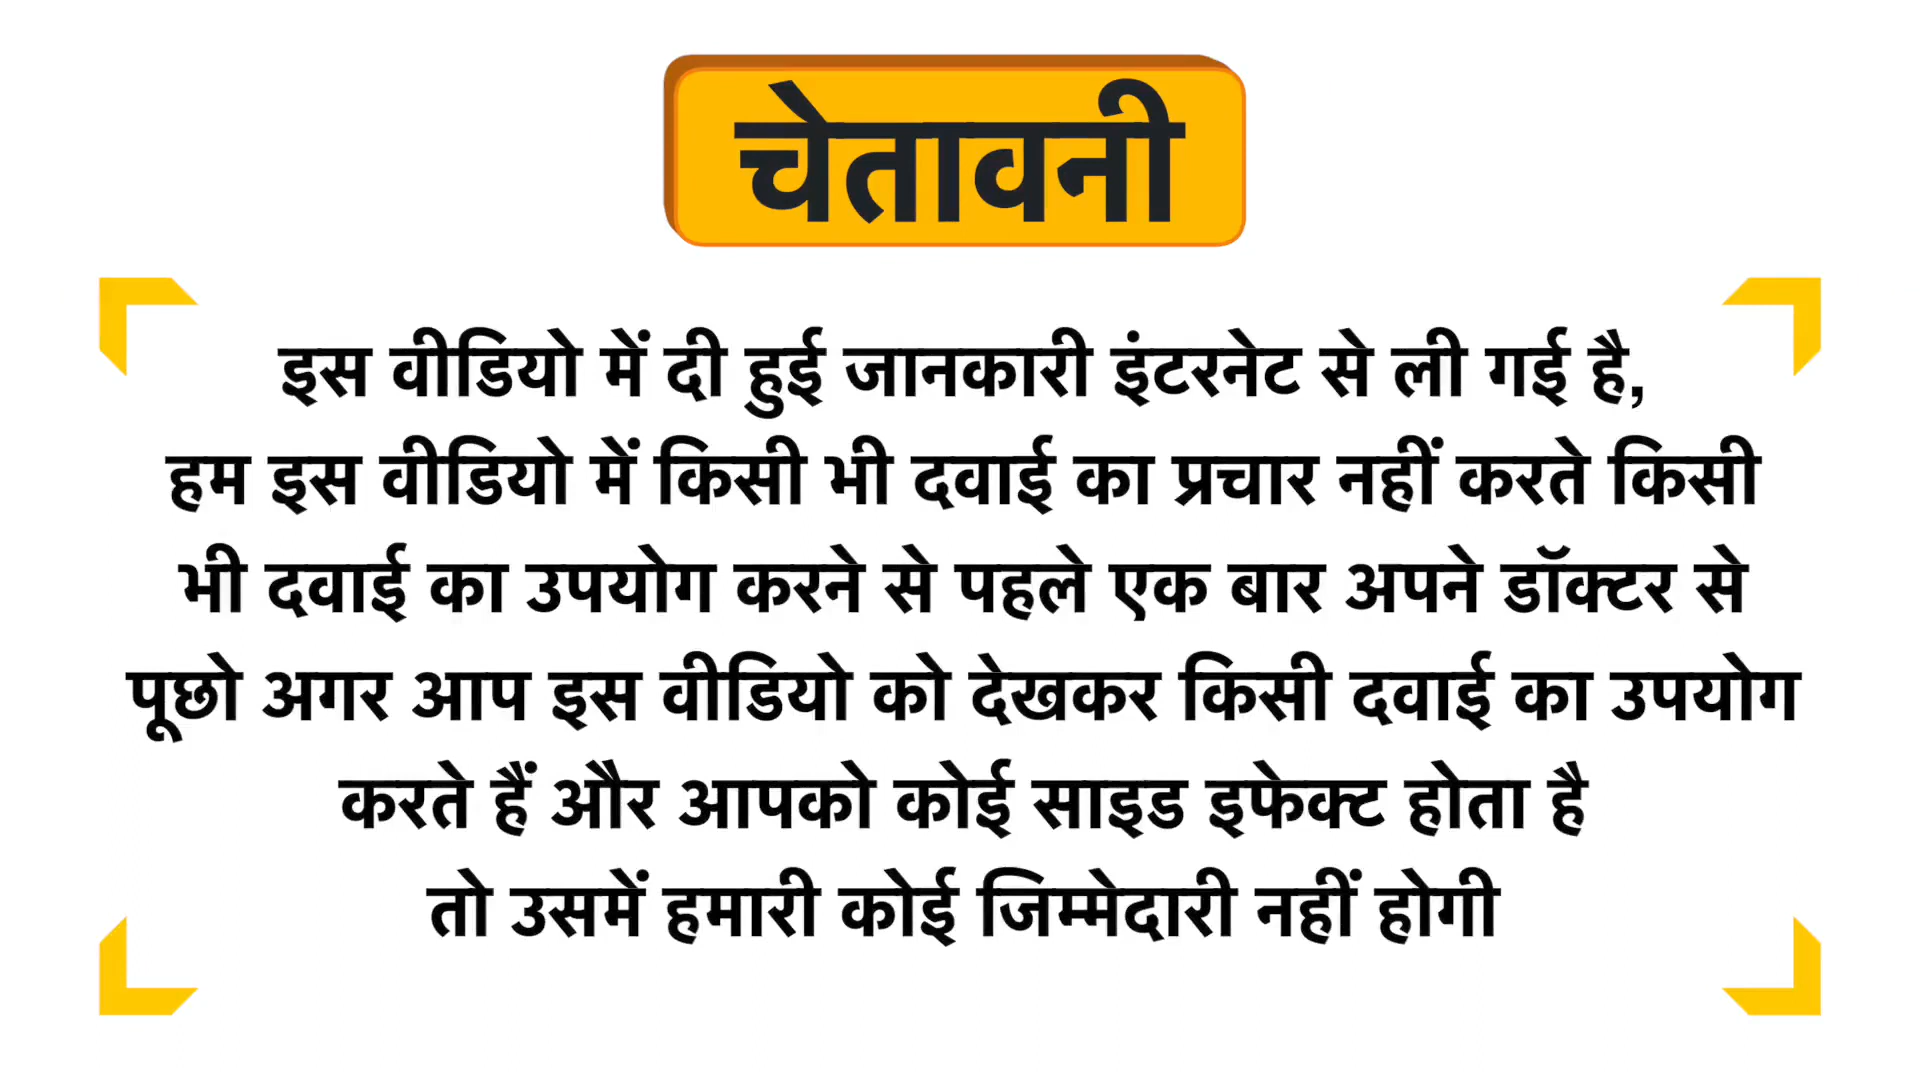 चेतावनी
इस वीडियो में दी हुई जानकारी इंटरनेट से ली गई है,
हम इस वीडियो में किसी भी दवाई का प्रचार नहीं करते किसी
भी दवाई का उपयोग करने से पहले एक बार अपने डॉक्टर से
पूछो अगर आप इस वीडियो को देखकर किसी दवाई का उपयोग
करते हैं और आपको कोई साइड इफेक्ट होता है
तो उसमें हमारी कोई जिम्मेदारी नहीं होगी